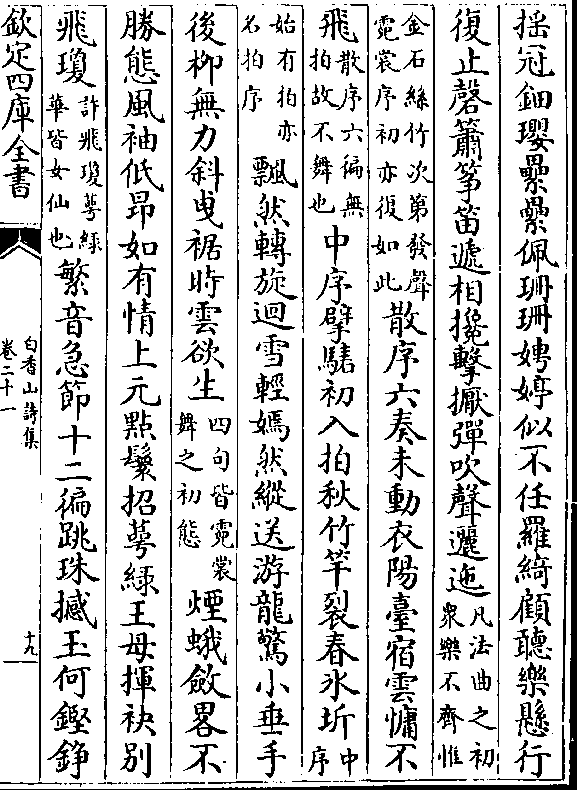 揺冠鈿瓔纍纍佩珊珊娉婷似不任羅綺顧聽樂懸行
復止磬簫筝笛遞相攙擊擪彈吹聲邐迤凡法曲之初
衆樂不齊惟
金石絲竹次第發聲
霓裳序初亦復如此散序六奏未動衣陽臺宿雲慵不
飛散序六徧無
拍故不舞也中序擘騞初入拍秋竹竿裂春氷圻中
序
始有拍亦
名拍序飄然轉旋迴雪輕嫣然縱送游龍驚小垂手
後栁無力斜曳裾時雲欲生四句皆霓裳
舞之初態煙蛾斂畧不
勝態風袖低昂如有情上元㸃鬟招萼緑王母揮袂别
飛瓊許飛瓊萼緑
華皆女仙也繁音急節十二徧跳珠撼玉何鏗錚
欽定四庫全書
白香山詩集
卷二十一
十九